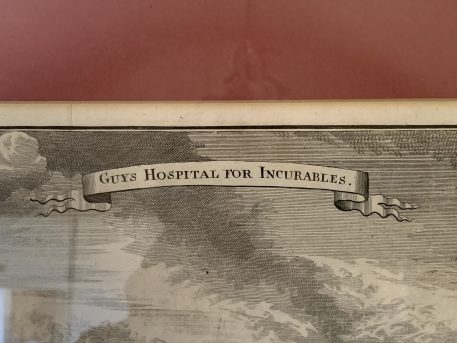 GUYS HOSPITAL FOR INCURABLES.